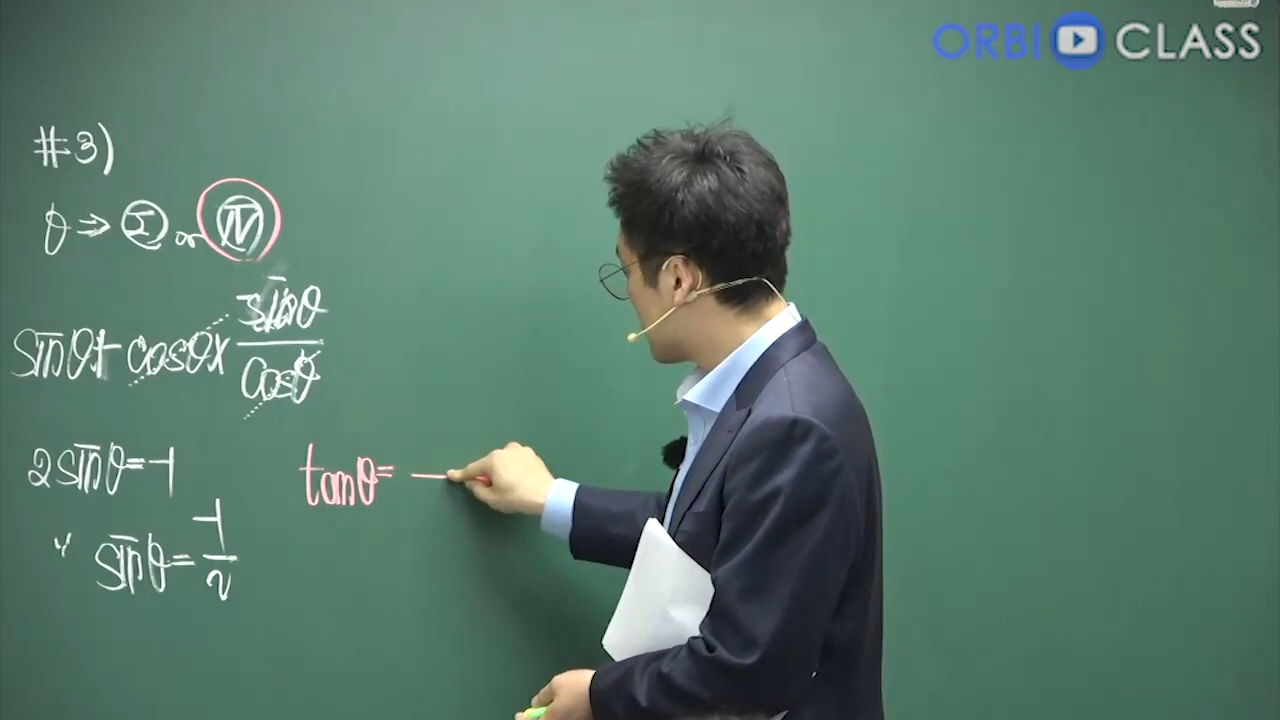 ORBI CLASS
#3)
θ ⇒ Ⅰ or Ⅳ
sinθ + cosθ × sinθ/cosθ
2sinθ = -1
tanθ = —
∴ sinθ = -1/2